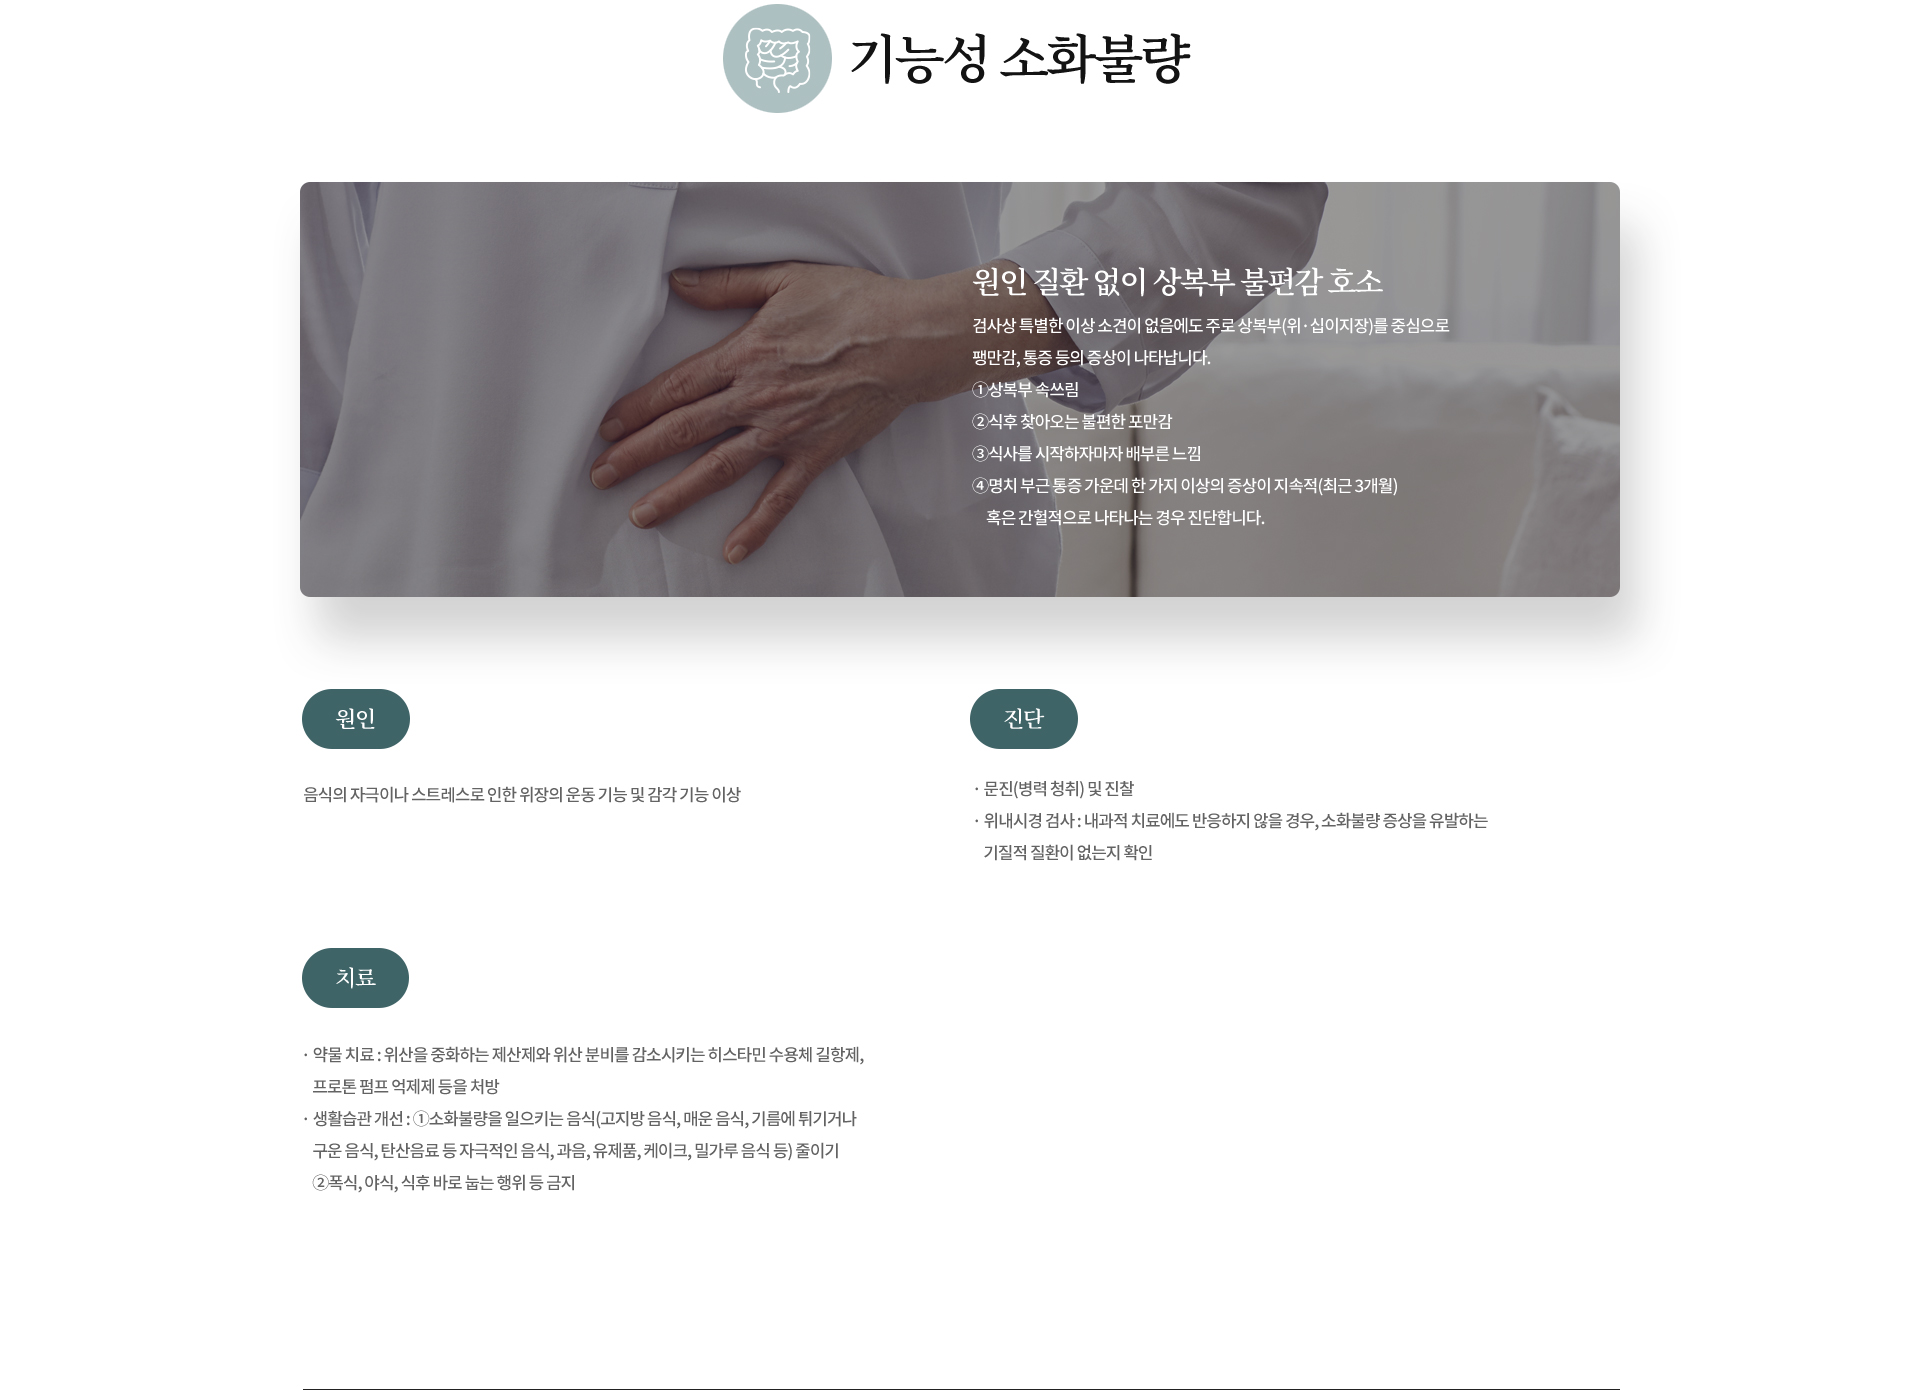 기능성 소화불량
원인 질환 없이 상복부 불편감 호소
검사상 특별한 이상 소견이 없음에도 주로 상복부(위·십이지장)를 중심으로
팽만감, 통증 등의 증상이 나타납니다.
①상복부 속쓰림
②식후 찾아오는 불편한 포만감
③식사를 시작하자마자 배부른 느낌
④명치 부근 통증 가운데 한 가지 이상의 증상이 지속적(최근 3개월)
혹은 간헐적으로 나타나는 경우 진단합니다.
원인
음식의 자극이나 스트레스로 인한 위장의 운동 기능 및 감각 기능 이상
진단
· 문진(병력 청취) 및 진찰
· 위내시경 검사 : 내과적 치료에도 반응하지 않을 경우, 소화불량 증상을 유발하는
기질적 질환이 없는지 확인
치료
· 약물 치료 : 위산을 중화하는 제산제와 위산 분비를 감소시키는 히스타민 수용체 길항제,
프로톤 펌프 억제제 등을 처방
· 생활습관 개선 : ①소화불량을 일으키는 음식(고지방 음식, 매운 음식, 기름에 튀기거나
구운 음식, 탄산음료 등 자극적인 음식, 과음, 유제품, 케이크, 밀가루 음식 등) 줄이기
②폭식, 야식, 식후 바로 눕는 행위 등 금지